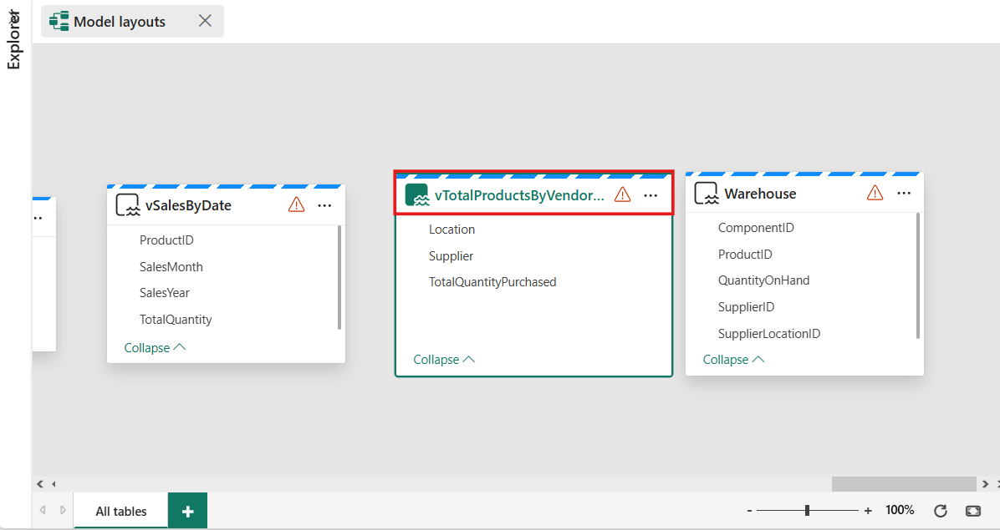 Explorer
Model layouts
vSalesByDate
ProductID
SalesMonth
SalesYear
TotalQuantity
Collapse
vTotalProductsByVendor...
Location
Supplier
TotalQuantityPurchased
Collapse
Warehouse
ComponentID
ProductID
QuantityOnHand
SupplierID
SupplierLocationID
Collapse
All tables
+
- + 100%